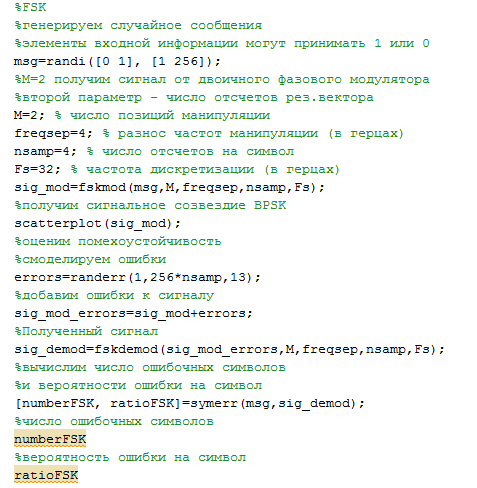 %FSK
%генерируем случайное сообщения
%элементы входной информации могут принимать 1 или 0
msg=randi([0 1], [1 256]);
%M=2 получим сигнал от двоичного фазового модулятора
%второй параметр - число отсчетов рез.вектора
M=2; % число позиций манипуляции
freqsep=4; % разнос частот манипуляции (в герцах)
nsamp=4; % число отсчетов на символ
Fs=32; % частота дискретизации (в герцах)
sig_mod=fskmod(msg,M,freqsep,nsamp,Fs);
%получим сигнальное созвездие BPSK
scatterplot(sig_mod);
%оценим помехоустойчивость
%смоделируем ошибки
errors=randerr(1,256*nsamp,13);
%добавим ошибки к сигналу
sig_mod_errors=sig_mod+errors;
%Полученный сигнал
sig_demod=fskdemod(sig_mod_errors,M,freqsep,nsamp,Fs);
%вычислим число ошибочных символов
%и вероятности ошибки на символ
[numberFSK, ratioFSK]=symerr(msg,sig_demod);
%число ошибочных символов
numberFSK
%вероятность ошибки на символ
ratioFSK